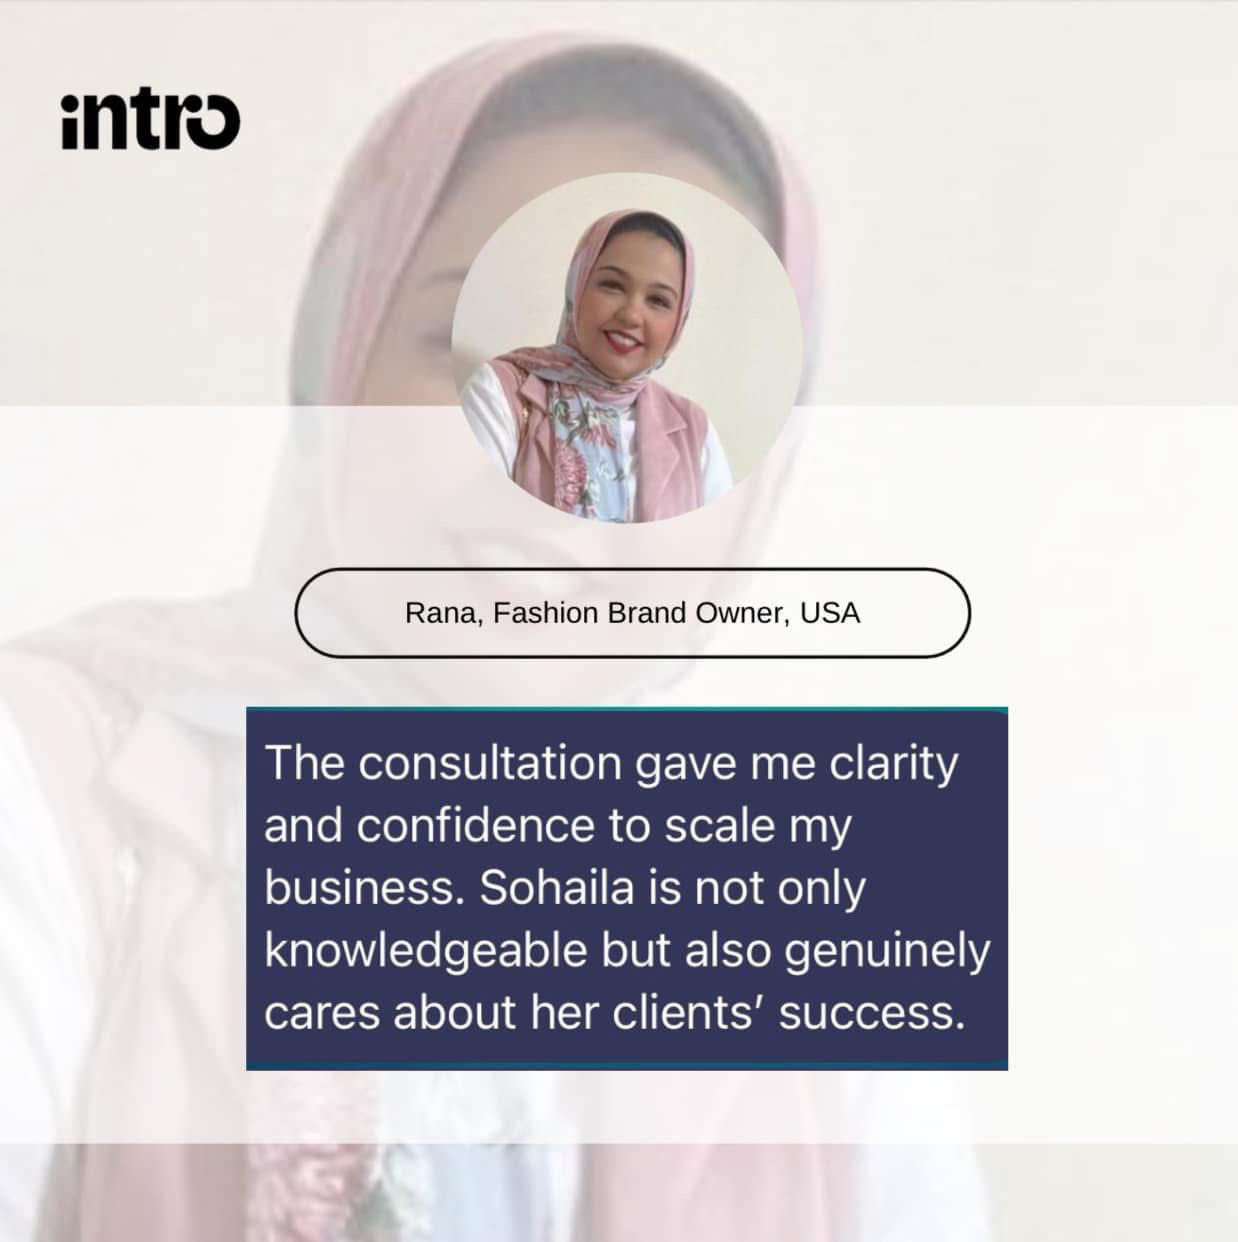 intro
Rana, Fashion Brand Owner, USA
The consultation gave me clarity
and confidence to scale my
business. Sohaila is not only
knowledgeable but also genuinely
cares about her clients’ success.